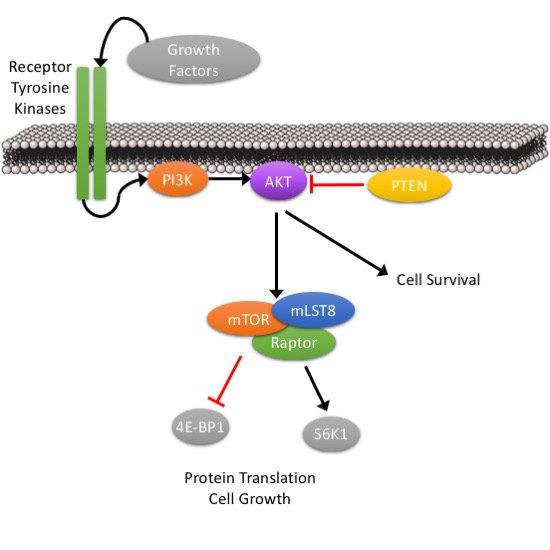 Growth
Factors
Receptor
Tyrosine
Kinases
PI3K
AKT
PTEN
Cell Survival
mTOR
mLST8
Raptor
4E-BP1
S6K1
Protein Translation
Cell Growth